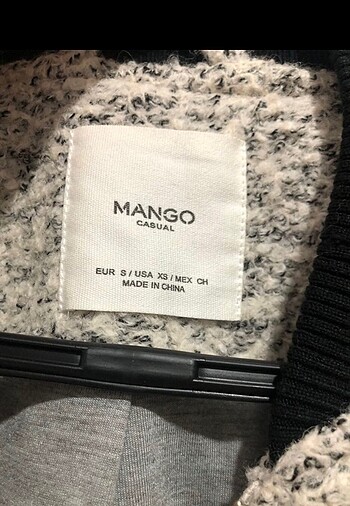 MANGO
CASUAL
EUR S / USA XS / MEX CH
MADE IN CHINA